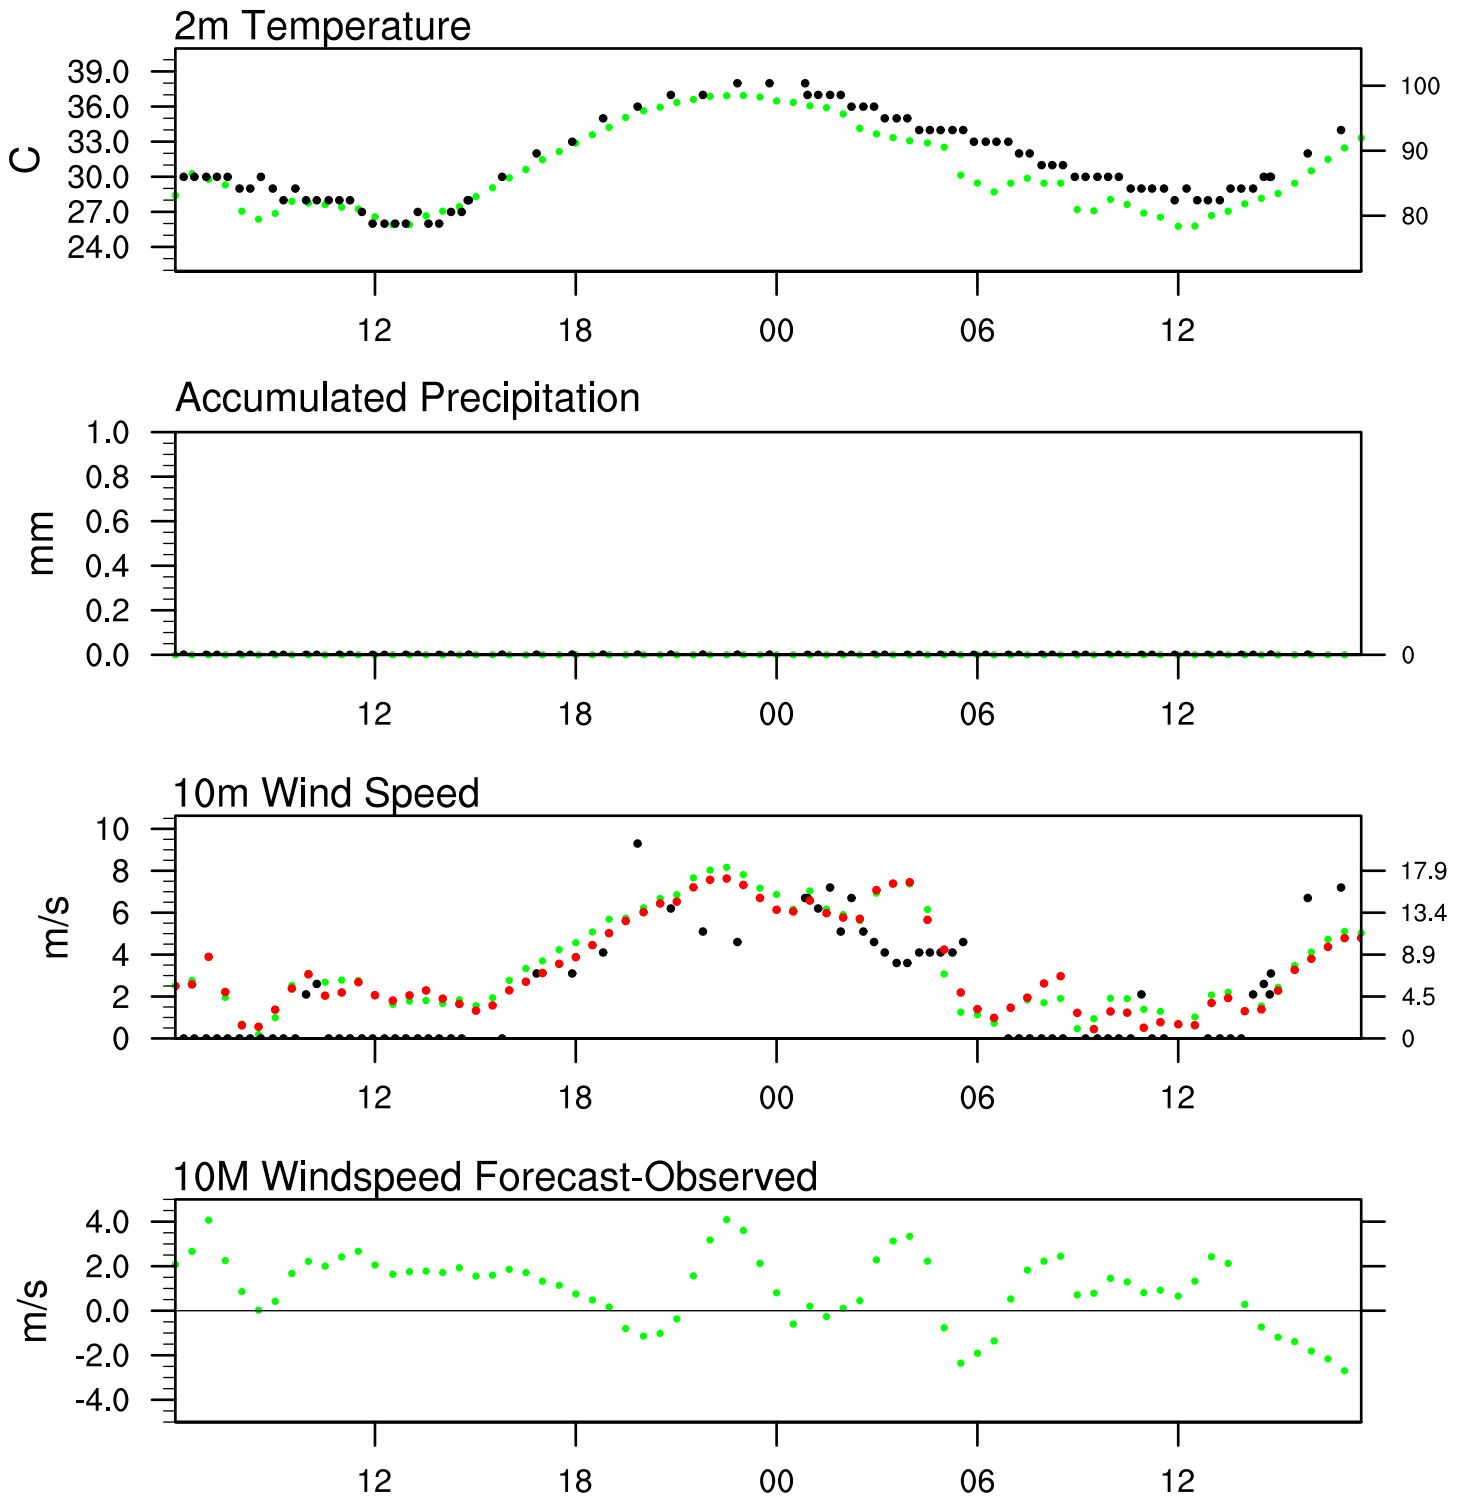 2m Temperature
39.0
36.0
33.0
30.0
27.0
24.0
C
100
90
80
12 18 00 06 12
Accumulated Precipitation
1.0
0.8
0.6
0.4
0.2
0.0
mm
0
12 18 00 06 12
10m Wind Speed
10
8
6
4
2
0
m/s
17.9
13.4
8.9
4.5
0
12 18 00 06 12
10M Windspeed Forecast-Observed
4.0
2.0
0.0
-2.0
-4.0
m/s
12 18 00 06 12